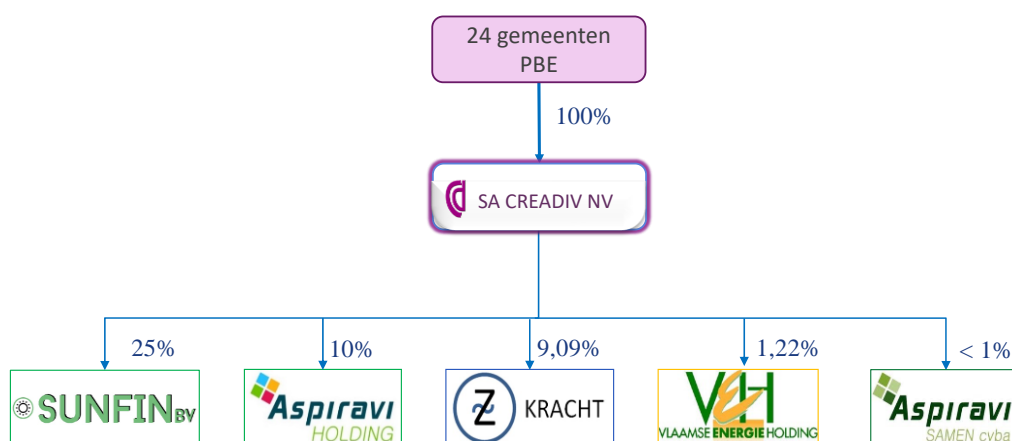 24 gemeenten
PBE
100%
SA CREADIV NV
25%
10%
9,09%
1,22%
< 1%
SUNFIN BV
Aspiravi
HOLDING
Z KRACHT
VEH
VLAAMSE ENERGIE HOLDING
Aspiravi
SAMEN cvba